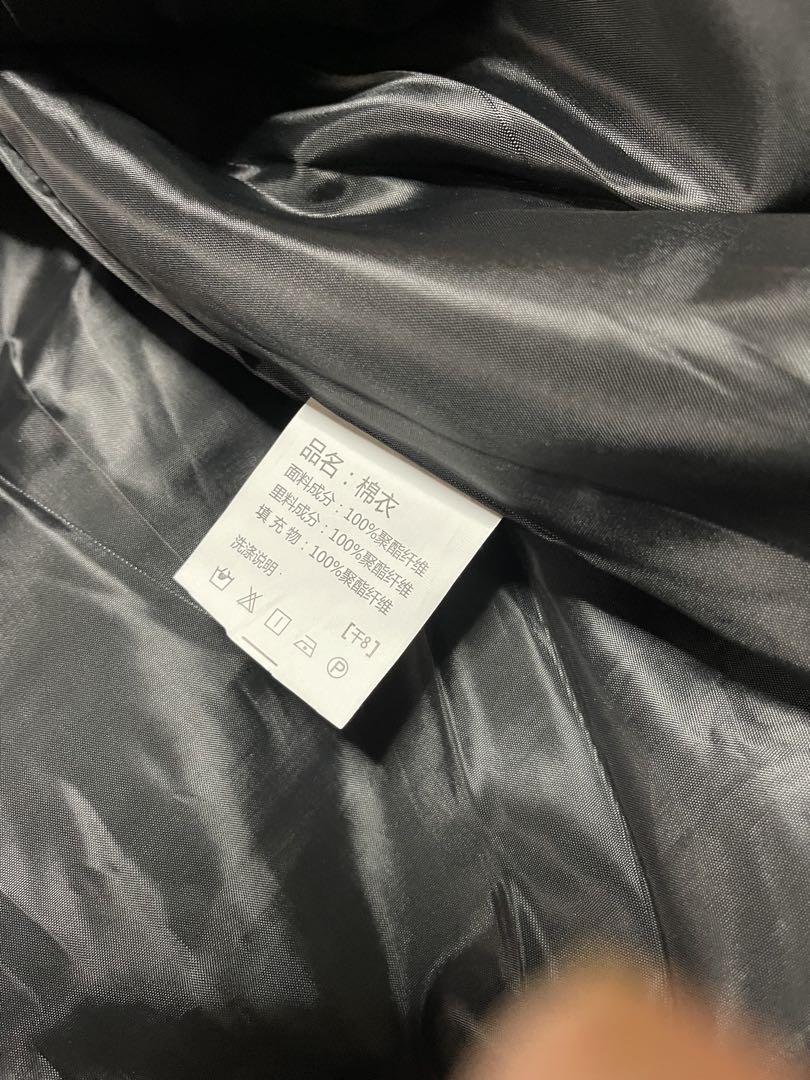 品名：棉衣
面料成分：100%聚酯纤维
里料成分：100%聚酯纤维
填充物：100%聚酯纤维
洗涤说明：
P
[干8]